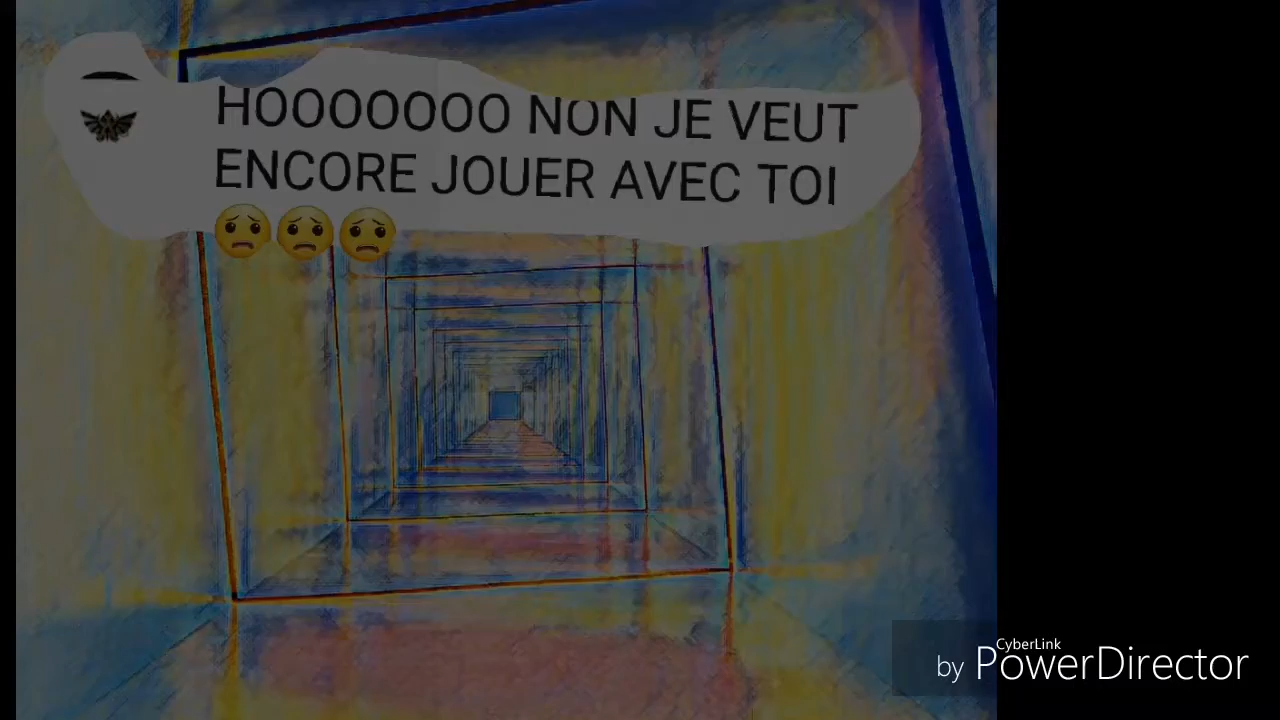 HOOOOOOO NON JE VEUT
ENCORE JOUER AVEC TOI
😟😟😟
CyberLink
by PowerDirector